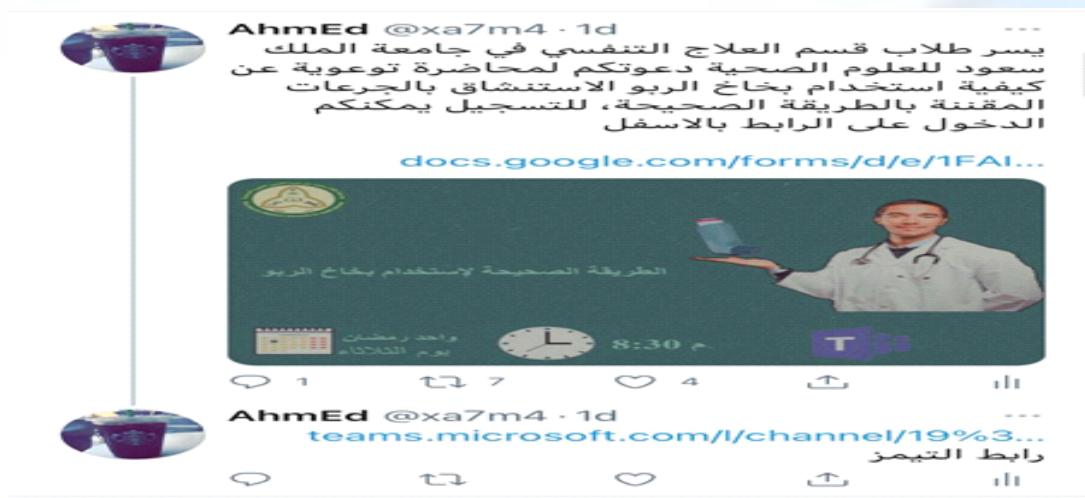 AhmEd @xa7m4 · 1d
يسر طلاب قسم العلاج التنفسي في جامعة الملك
سعود للعلوم الصحية دعوتكم لمحاضرة توعوية عن
كيفية استخدام بخاخ الربو الاستنشاق بالجرعات
المقننة بالطريقة الصحيحة، للتسجيل يمكنكم
الدخول على الرابط بالاسفل
docs.google.com/forms/d/e/1FAI...
الطريقة الصحيحة لإستخدام بخاخ الربو
واحد رمضان
يوم الثلاثاء
8:30 م
T
1 7 4
AhmEd @xa7m4 · 1d
teams.microsoft.com/l/channel/19%3...
رابط التيمز